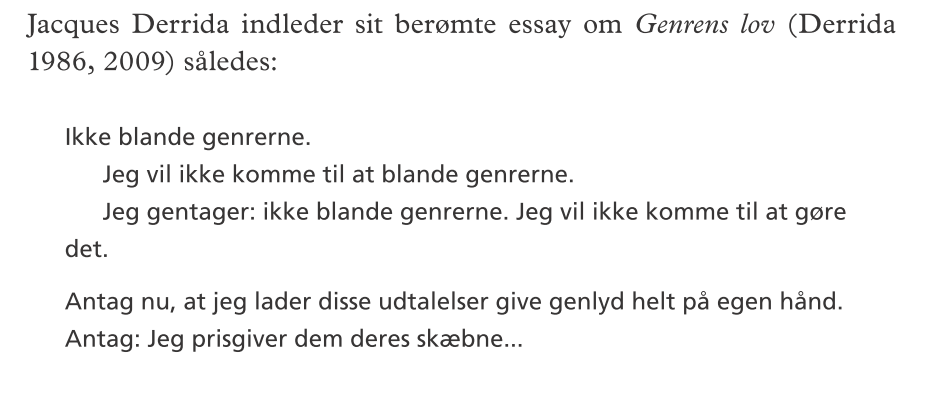 Jacques Derrida indleder sit berømte essay om Genrens lov (Derrida
1986, 2009) således:
Ikke blande genrerne.
Jeg vil ikke komme til at blande genrerne.
Jeg gentager: ikke blande genrerne. Jeg vil ikke komme til at gøre
det.
Antag nu, at jeg lader disse udtalelser give genlyd helt på egen hånd.
Antag: Jeg prisgiver dem deres skæbne...